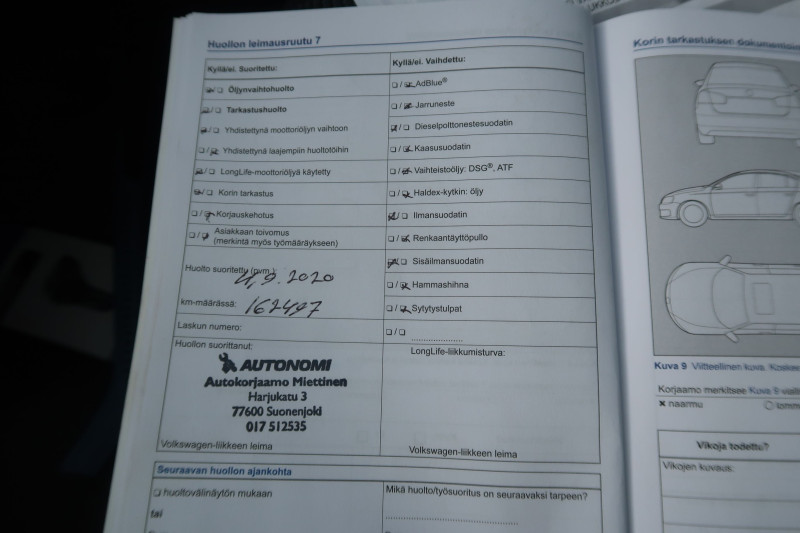 Huollon leimausruutu 7
Kyllä/ei. Suoritettu:
Öljynvaihtohuolto
Tarkastushuolto
Yhdistettynä moottoriöljyn vaihtoon
Yhdistettynä laajempiin huoltotöihin
LongLife-moottoriöljyä käytetty
Korin tarkastus
Korjauskehotus
Asiakkaan toivomus
(merkintä myös työmääräykseen)
Huolto suoritettu (pvm.): 4.9.2020
km-määrässä: 162497
Laskun numero:
Huollon suorittanut:
AUTONOMI
Autokorjaamo Miettinen
Harjukatu 3
77600 Suonenjoki
017 512535
Volkswagen-liikkeen leima
Kyllä/ei. Vaihdettu:
AdBlue®
Jarruneste
Dieselpolttonestesuodatin
Kaasusuodatin
Vaihteistoöljy: DSG®, ATF
Haldex-kytkin: öljy
Ilmansuodatin
Renkaantäyttöpullo
Sisäilmansuodatin
Hammashihna
Sytytystulpat
LongLife-liikkumisturva:
Volkswagen-liikkeen leima
Seuraavan huollon ajankohta
huoltovälinäytön mukaan
tai
Mikä huolto/työsuoritus on seuraavaksi tarpeen?
Korin tarkastuksen
Kuva 9 Viitteellinen kuva.
Korjaamo merkitsee Kuva 9
× naarmu
Vikoja todettu?
Vikojen kuvaus: